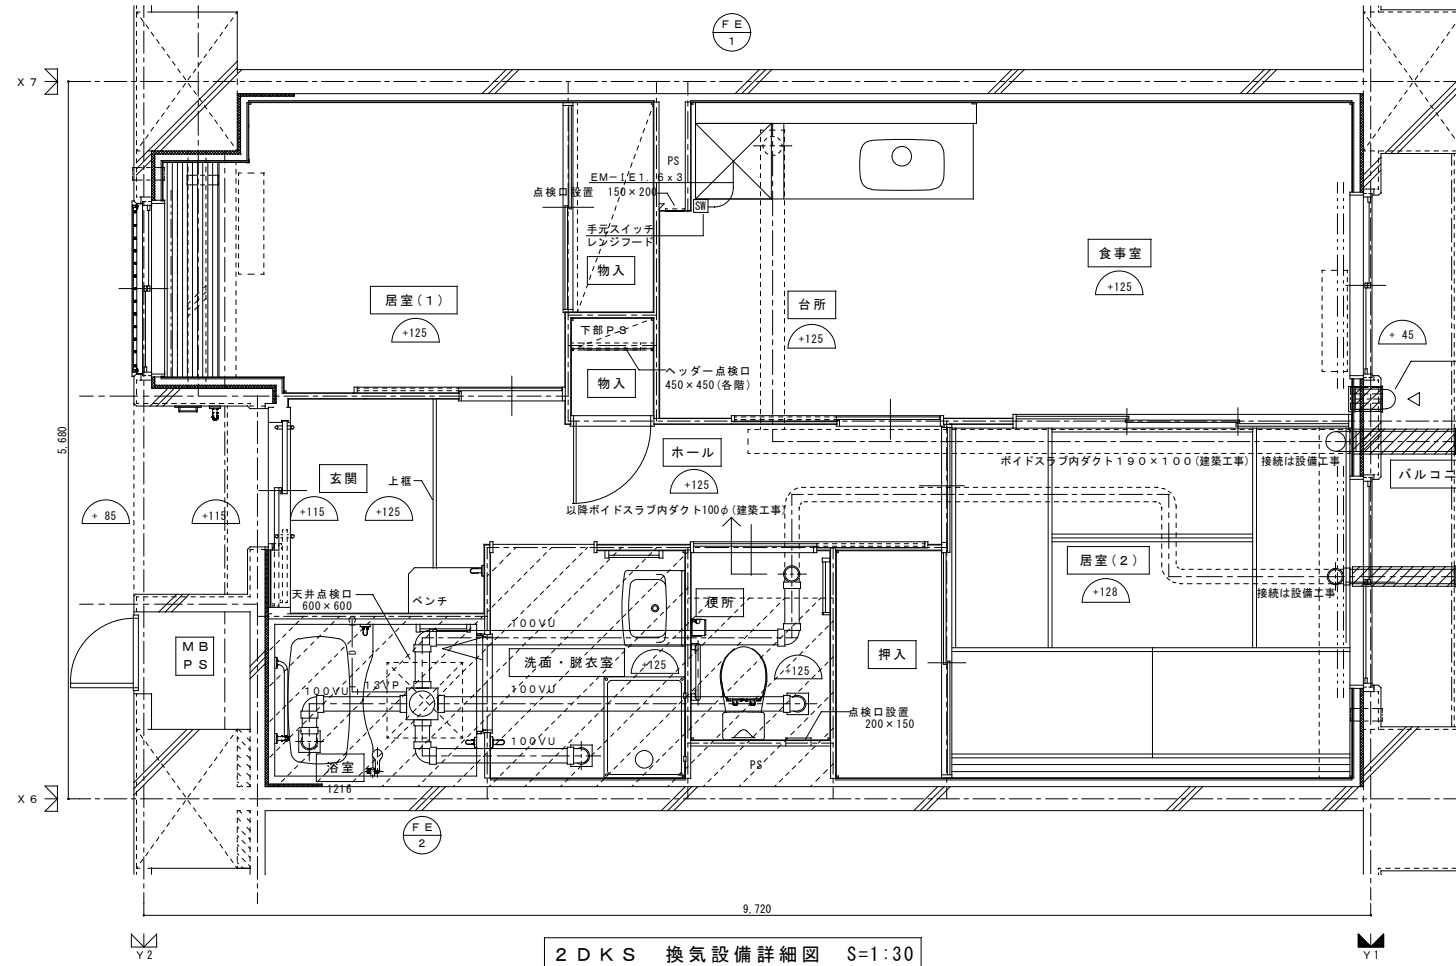 FE
1
X7
PS
EM-IE1.6x3
点検口設置 150×200
SW
手元スイッチ
レンジフード
物入
食事室
+125
居室(1)
+125
台所
+125
下部PS
+ 45
ヘッダー点検口
450×450(各階)
物入
5,680
ホール
+125
ボイドスラブ内ダクト190×100(建築工事)
接続は設備工事
バルコニ
玄関
上框
+ 85
+115
+115
+125
以降ボイドスラブ内ダクト100φ(建築工事)
居室(2)
+128
接続は設備工事
天井点検口
600×600
ベンチ
便所
100VU
MB
PS
洗面・脱衣室
+125
+125
押入
100VU
13VP
100VU
点検口設置
200×150
100VU
浴室
1216
PS
X6
FE
2
9,720
Y2
Y1
2DKS 換気設備詳細図 S=1:30